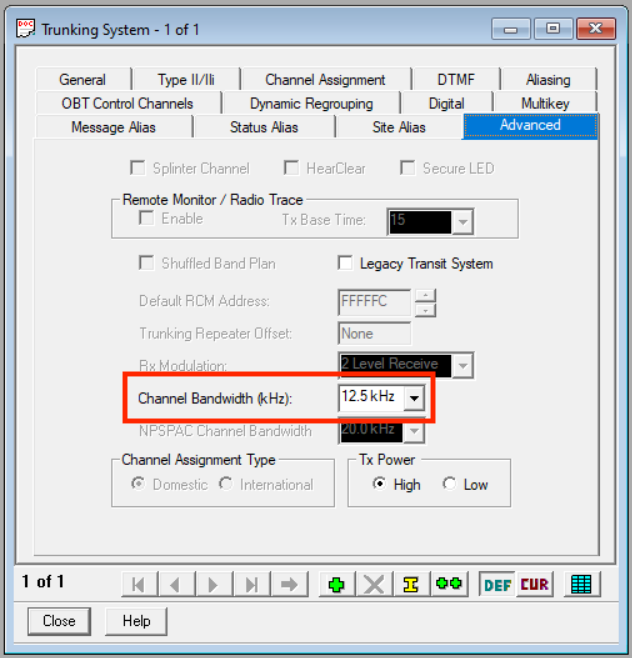 Trunking System - 1 of 1
General Type II/IIi Channel Assignment DTMF Aliasing
OBT Control Channels Dynamic Regrouping Digital Multikey
Message Alias Status Alias Site Alias Advanced
Splinter Channel HearClear Secure LED
Remote Monitor / Radio Trace
Enable Tx Base Time: 15
Shuffled Band Plan Legacy Transit System
Default RCM Address: FFFFFC
Trunking Repeater Offset: None
Rx Modulation: 2 Level Receive
Channel Bandwidth (kHz): 12.5 kHz
NPSPAC Channel Bandwidth 20.0 kHz
Channel Assignment Type Tx Power
Domestic International High Low
1 of 1 DEF CUR
Close Help